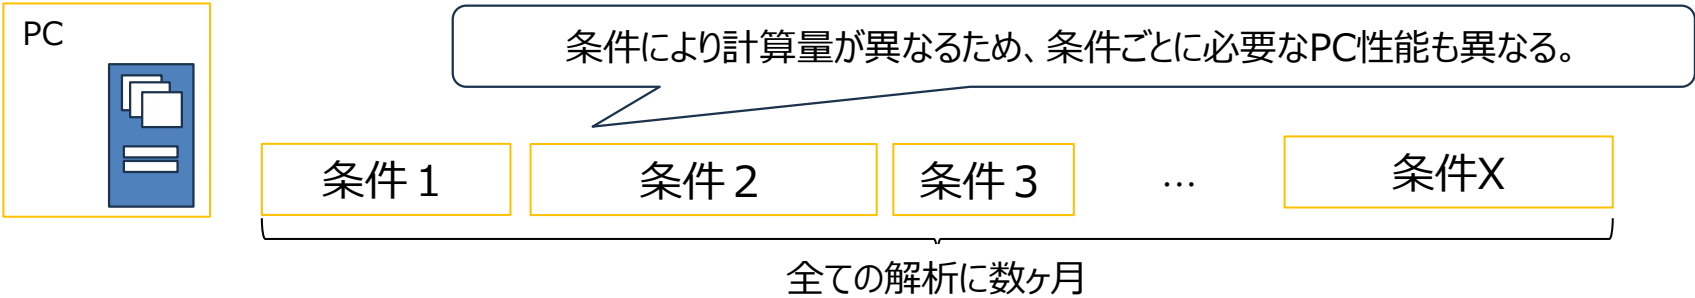 PC
条件により計算量が異なるため、条件ごとに必要なPC性能も異なる。
条件１
条件２
条件３
…
条件X
全ての解析に数ヶ月